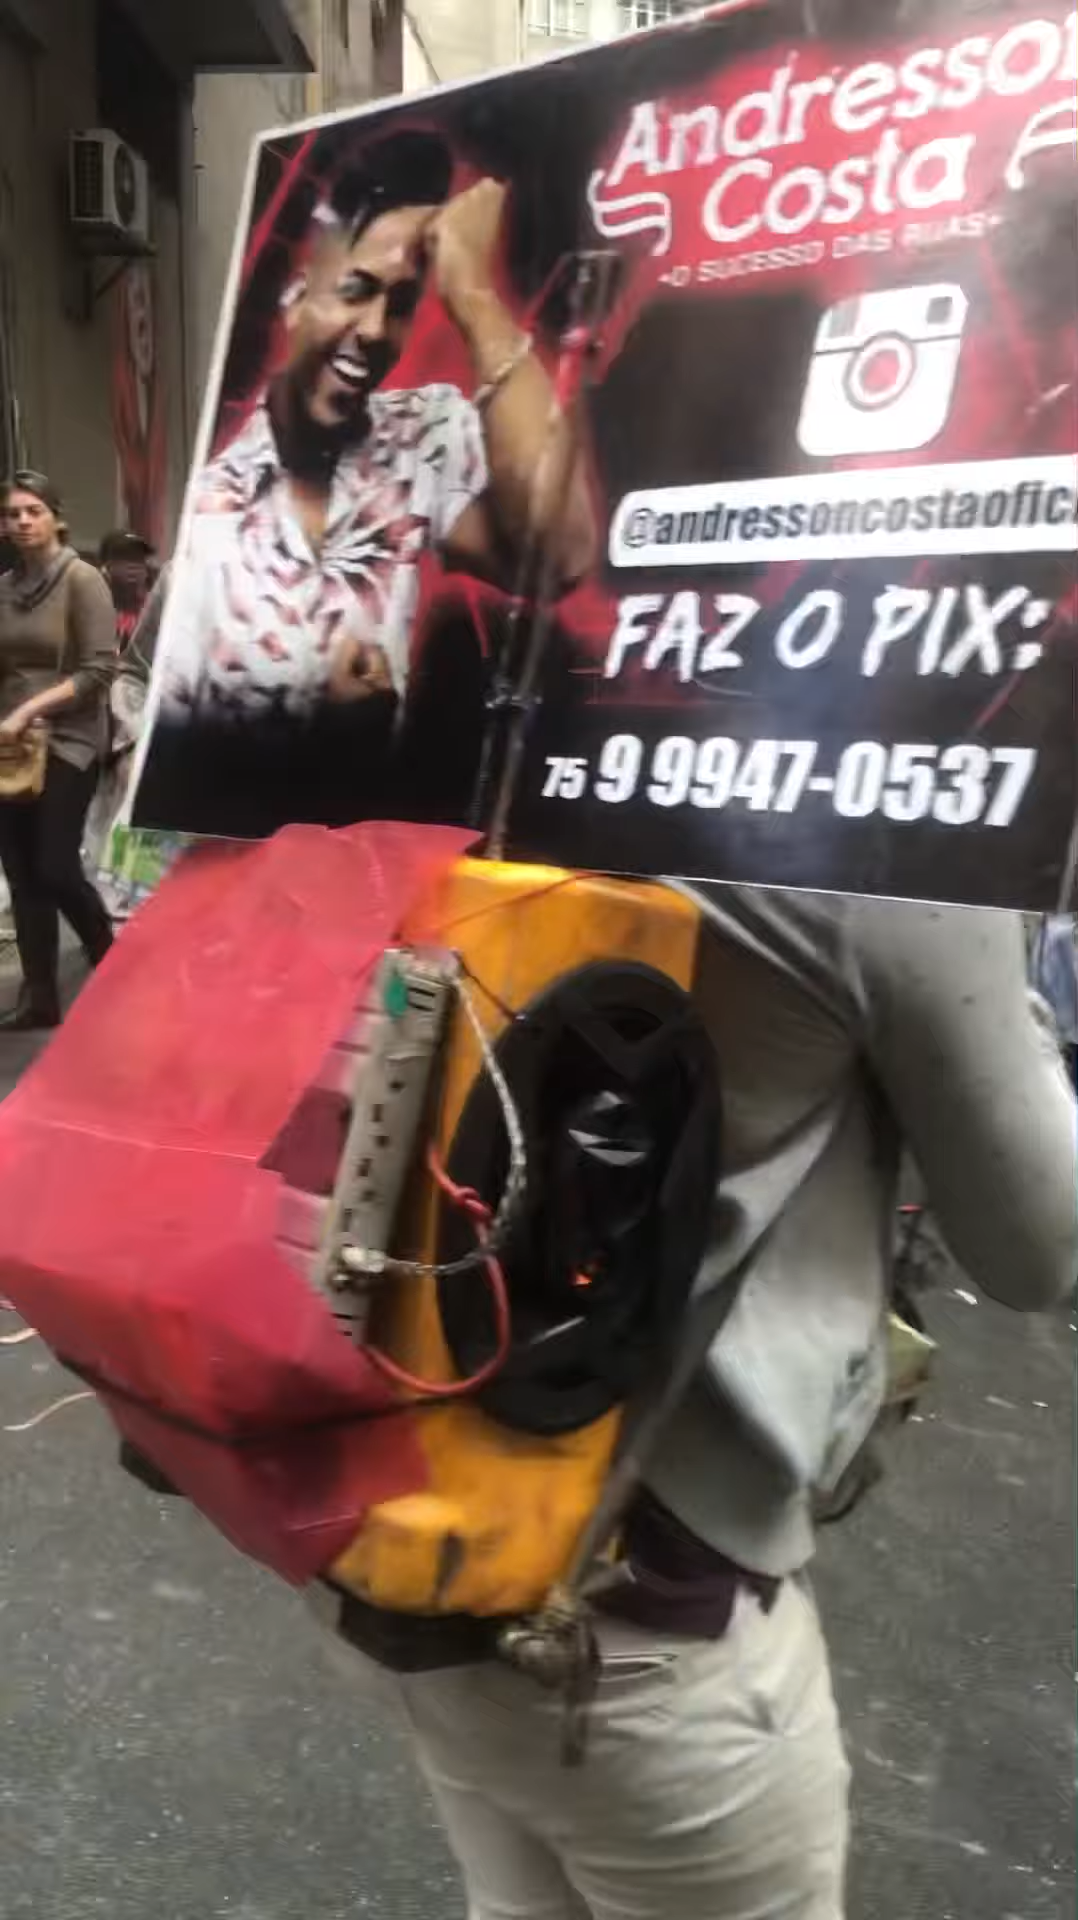 Andresson
Costa
-O SUCESSO DAS RUAS-
@andressoncostaofic
FAZ O PIX:
75 9 9947-0537